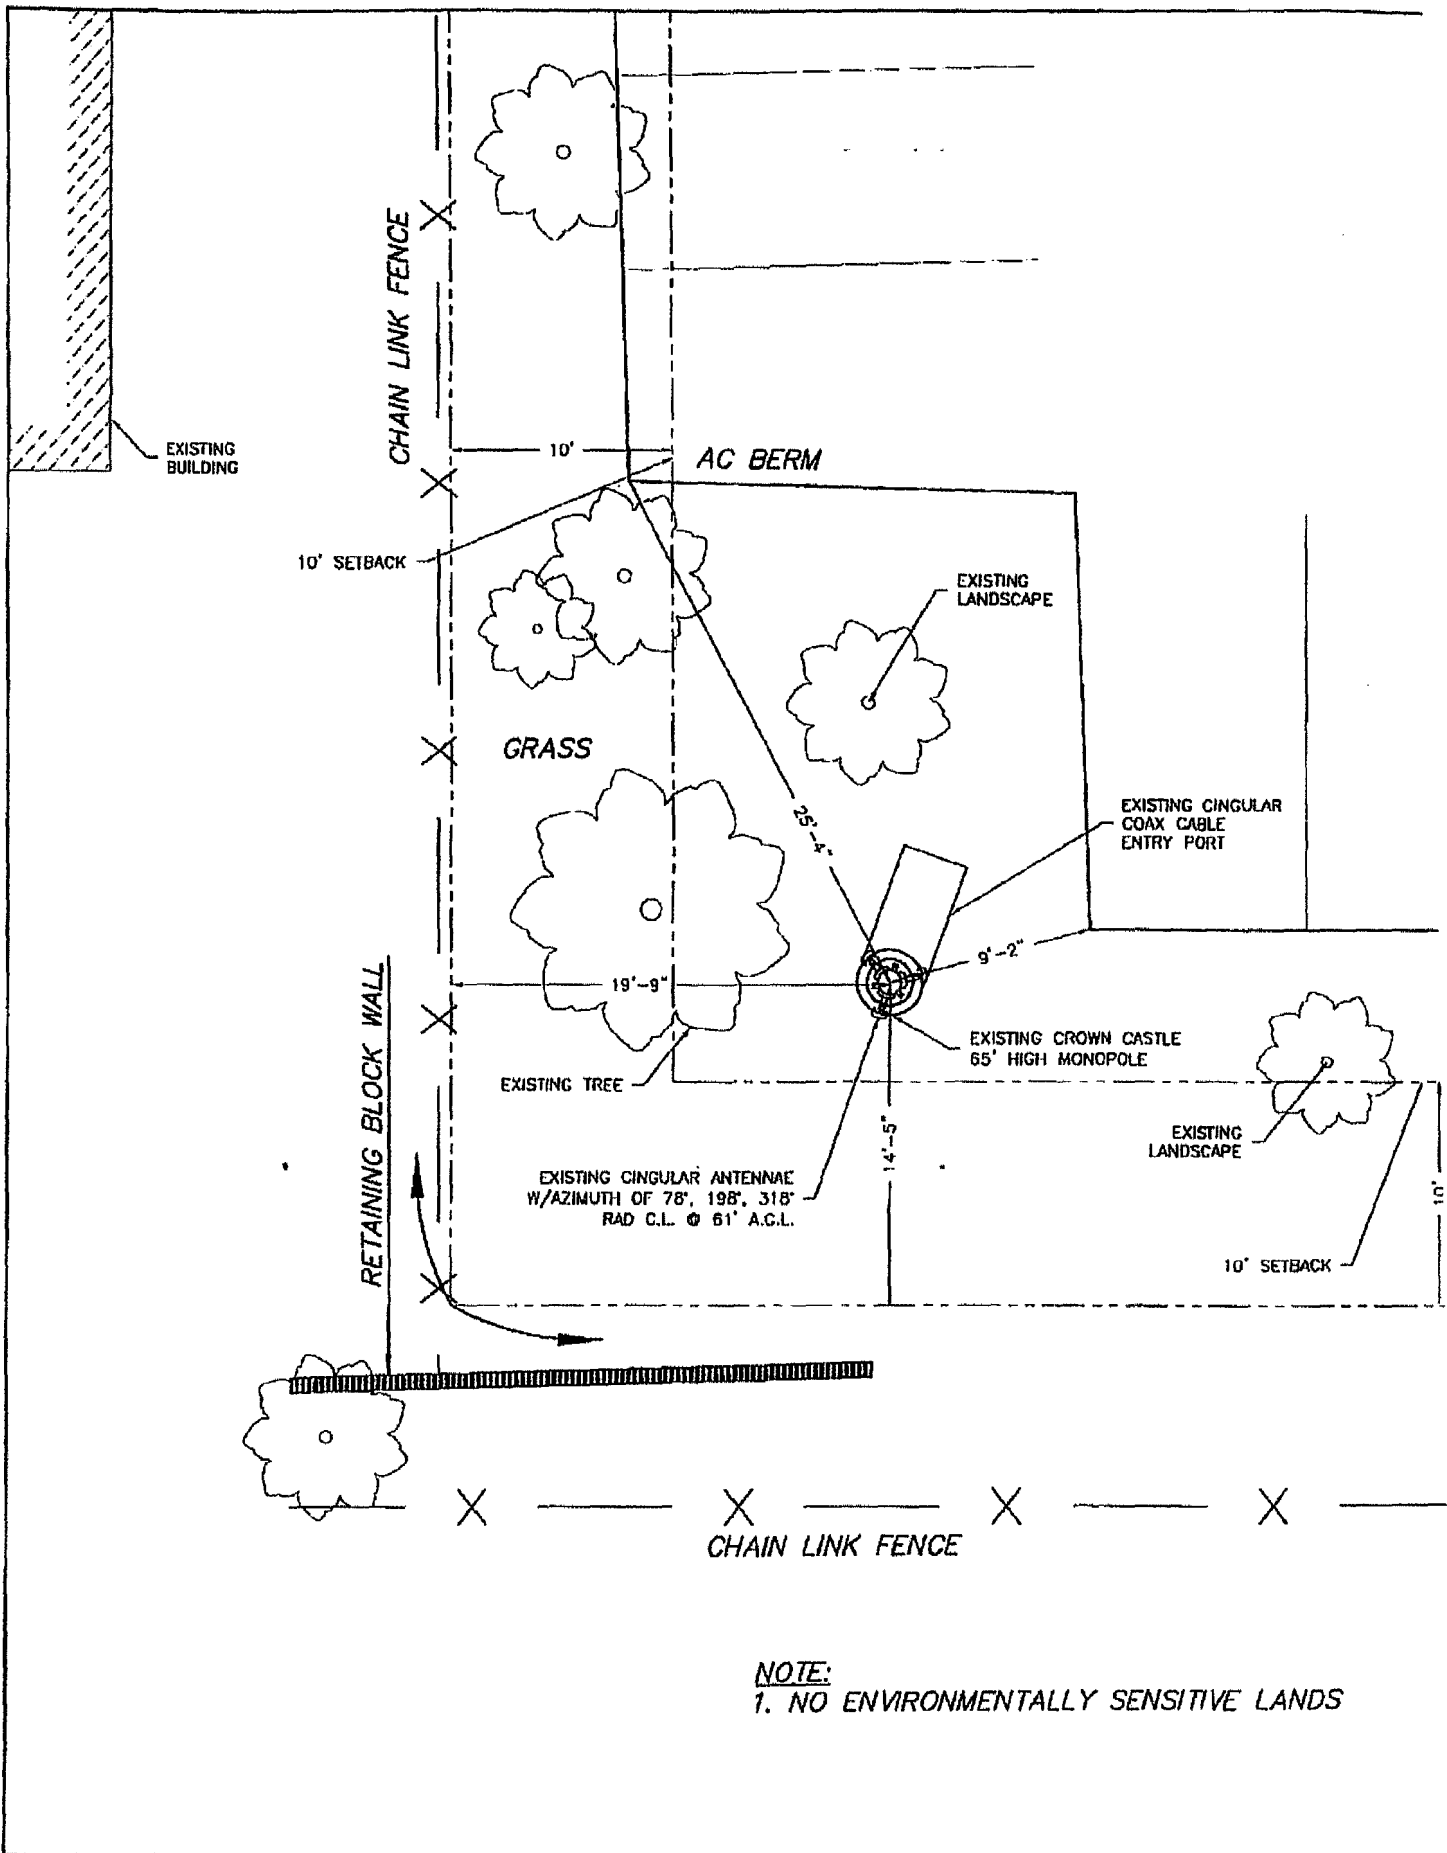 CHAIN LINK FENCE
EXISTING
BUILDING
10'
AC BERM
10' SETBACK
EXISTING
LANDSCAPE
GRASS
25'-4"
EXISTING CINGULAR
COAX CABLE
ENTRY PORT
9'-2"
19'-9"
EXISTING CROWN CASTLE
65' HIGH MONOPOLE
EXISTING TREE
RETAINING BLOCK WALL
14'-5"
EXISTING
LANDSCAPE
EXISTING CINGULAR ANTENNAE
W/AZIMUTH OF 78°, 198°, 318°
RAD C.L. @ 61' A.G.L.
10'
10' SETBACK
CHAIN LINK FENCE
NOTE:
1. NO ENVIRONMENTALLY SENSITIVE LANDS